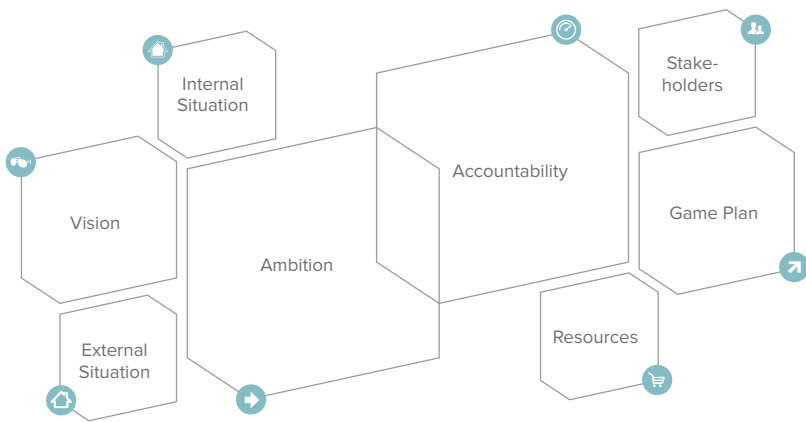 Internal
Situation
Stake-
holders
Accountability
Vision
Game Plan
Ambition
External
Situation
Resources